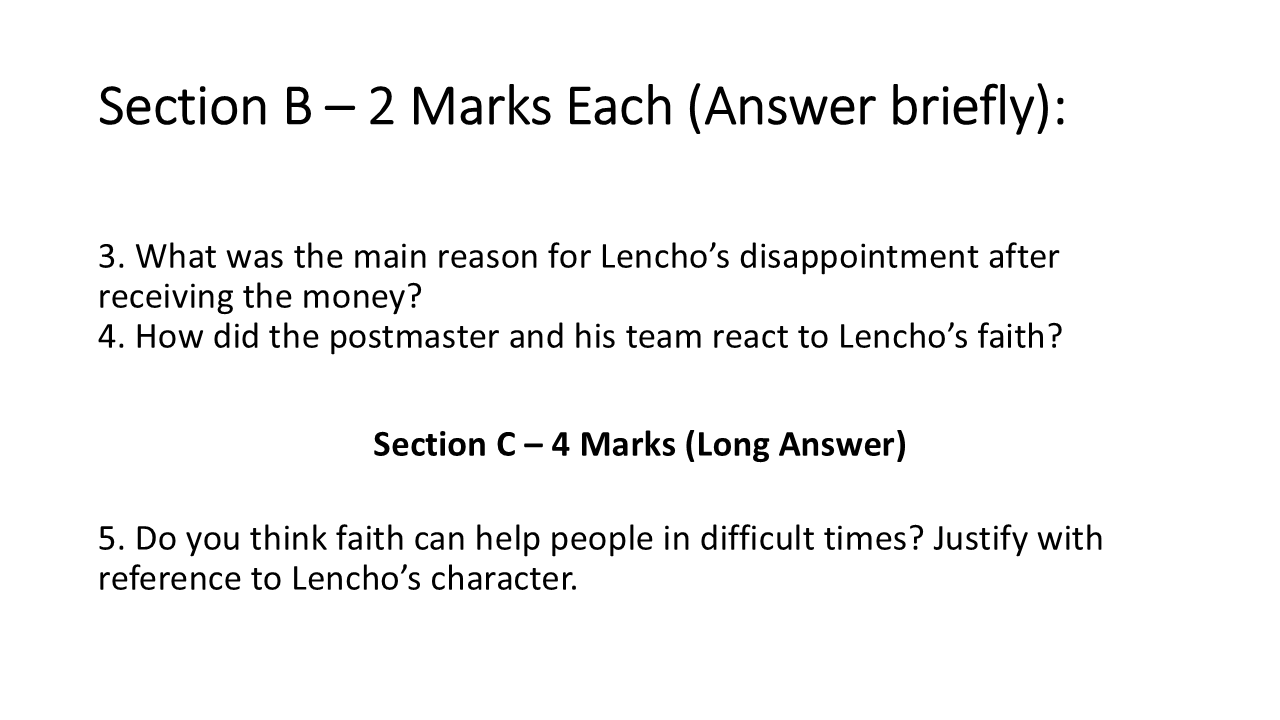 Section B – 2 Marks Each (Answer briefly):
3. What was the main reason for Lencho’s disappointment after
receiving the money?
4. How did the postmaster and his team react to Lencho’s faith?
Section C – 4 Marks (Long Answer)
5. Do you think faith can help people in difficult times? Justify with
reference to Lencho’s character.